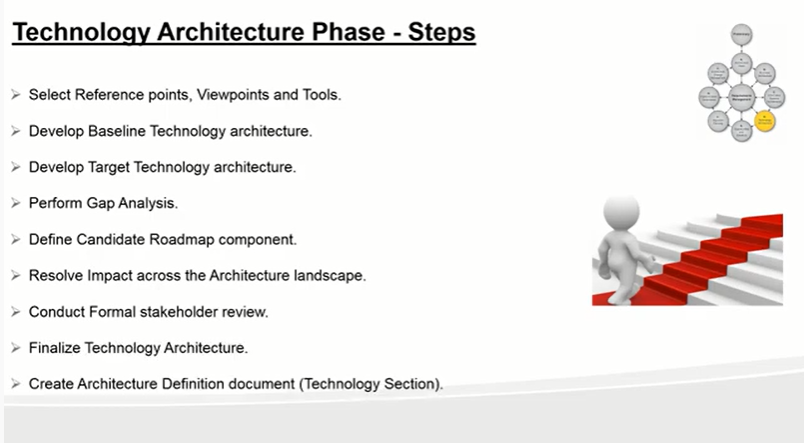 Technology Architecture Phase - Steps
Select Reference points, Viewpoints and Tools.
Develop Baseline Technology architecture.
Develop Target Technology architecture.
Perform Gap Analysis.
Define Candidate Roadmap component.
Resolve Impact across the Architecture landscape.
Conduct Formal stakeholder review.
Finalize Technology Architecture.
Create Architecture Definition document (Technology Section).